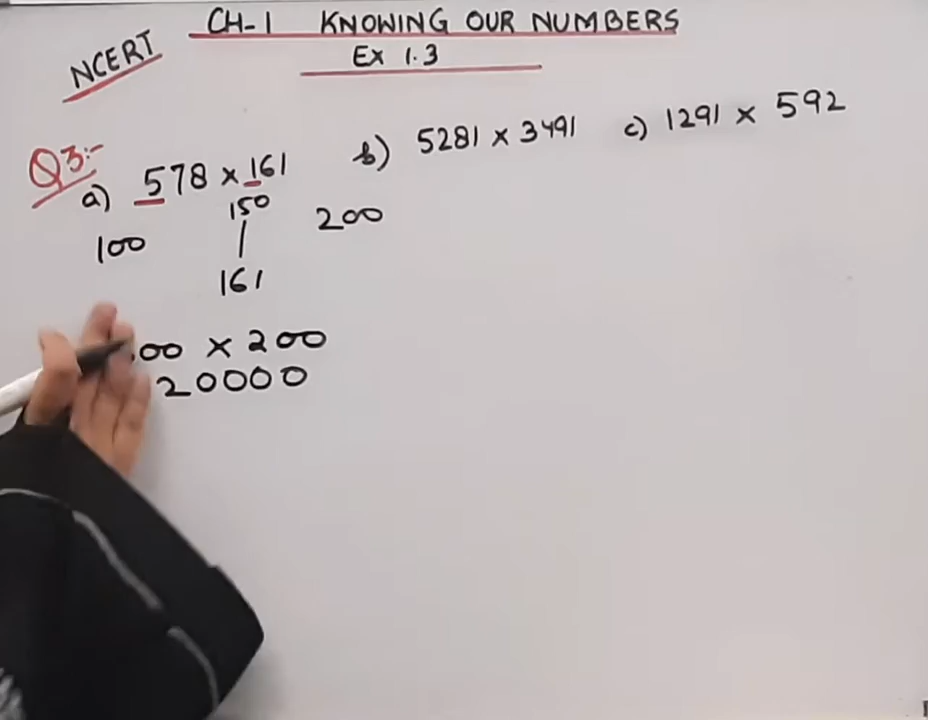 CH-1 KNOWING OUR NUMBERS
NCERT
Ex 1.3
Q3:-
a) 578 × 161
b) 5281 × 3491
c) 1291 × 592
150
100
200
161
00 × 200
20000